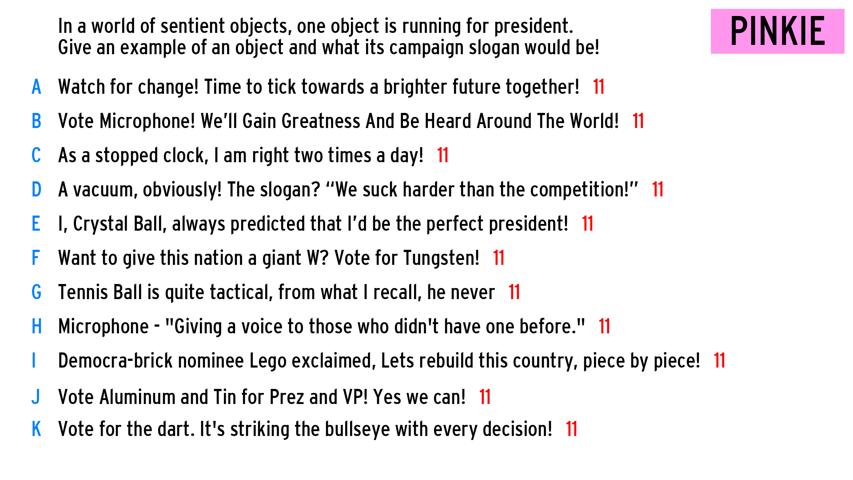 In a world of sentient objects, one object is running for president.
Give an example of an object and what its campaign slogan would be!
PINKIE
A Watch for change! Time to tick towards a brighter future together! 11
B Vote Microphone! We'll Gain Greatness And Be Heard Around The World! 11
C As a stopped clock, I am right two times a day! 11
D A vacuum, obviously! The slogan? “We suck harder than the competition!” 11
E I, Crystal Ball, always predicted that I'd be the perfect president! 11
F Want to give this nation a giant W? Vote for Tungsten! 11
G Tennis Ball is quite tactical, from what I recall, he never 11
H Microphone - "Giving a voice to those who didn't have one before." 11
I Democra-brick nominee Lego exclaimed, Lets rebuild this country, piece by piece! 11
J Vote Aluminum and Tin for Prez and VP! Yes we can! 11
K Vote for the dart. It's striking the bullseye with every decision! 11